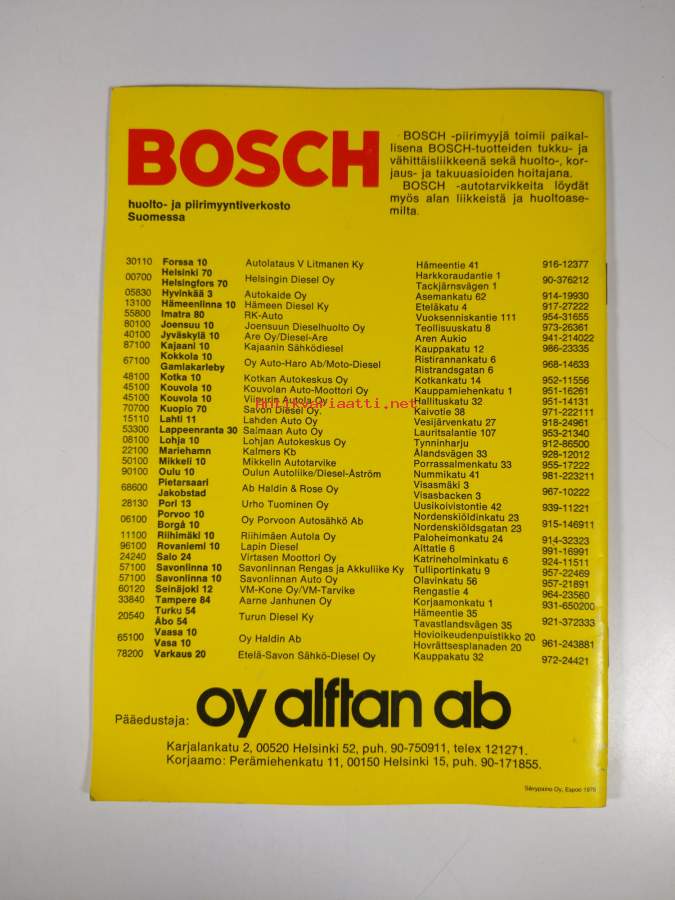 BOSCH
huolto- ja piirimyyntiverkosto
Suomessa
BOSCH -piirimyyjä toimii paikal-
lisena BOSCH-tuotteiden tukku- ja
vähittäisliikkeenä sekä huolto-, kor-
jaus- ja takuuasioiden hoitajana.
BOSCH -autotarvikkeita löydät
myös alan liikkeistä ja huoltoase-
milta.
30110 Forssa 10 Autolataus V Litmanen Ky Hämeentie 41 916-12377
00700 Helsinki 70 Helsingfors 70 Helsingin Diesel Oy Harkkoraudantie 1 Tackjärnsvägen 1 90-376212
05830 Hyvinkää 3 Autokaide Oy Asemankatu 62 914-19930
13100 Hämeenlinna 10 Hämeen Diesel Ky Eteläkatu 4 917-27222
55800 Imatra 80 RK-Auto Vuoksenniskantie 111 954-31655
80100 Joensuu 10 Joensuun Dieselhuolto Oy Teollisuuskatu 8 973-26361
40100 Jyväskylä 10 Are Oy/Diesel-Are Aren Aukio 941-214022
87100 Kajaani 10 Kajaanin Sähködiesel Kauppakatu 12 986-23335
67100 Kokkola 10 Gamlakarleby Oy Auto-Haro Ab/Moto-Diesel Ristirannankatu 6 Ristrandsgatan 6 968-14633
48100 Kotka 10 Kotkan Autokeskus Oy Kotkankatu 14 952-11556
45100 Kouvola 10 Kouvolan Auto-Moottori Oy Kauppamiehenkatu 1 951-16261
45100 Kouvola 10 Viipurin Autola Oy Hallituskatu 32 951-14131
70700 Kuopio 70 Savon Diesel Oy. Kaivotie 38 971-222111
15110 Lahti 11 Lahden Auto Oy Vesijärvenkatu 27 918-24961
53300 Lappeenranta 30 Saimaan Auto Oy Lauritsalantie 107 953-21340
08100 Lohja 10 Lohjan Autokeskus Oy Tynninharju 912-86500
22100 Mariehamn Kalmers Kb Ålandsvägen 33 928-12012
50100 Mikkeli 10 Mikkelin Autotarvike Porrassalmenkatu 33 955-17222
90100 Oulu 10 Oulun Autoliike/Diesel-Åström Nummikatu 41 981-223211
68600 Pietarsaari Jakobstad Ab Haldin & Rose Oy Visasmäki 3 Visasbacken 3 967-10222
28130 Pori 13 Urho Tuominen Oy Uusikoivistontie 42 939-11221
06100 Porvoo 10 Borgå 10 Oy Porvoon Autosähkö Ab Nordenskiöldinkatu 23 Nordenskiöldsgatan 23 915-146911
11100 Riihimäki 10 Riihimäen Autola Oy Paloheimonkatu 24 914-32323
96100 Rovaniemi 10 Lapin Diesel Aittatie 6 991-16991
24240 Salo 24 Virtasen Moottori Oy Katrineholminkatu 6 924-11511
57100 Savonlinna 10 Savonlinnan Rengas ja Akkuliike Ky Tulliportinkatu 9 957-22469
57100 Savonlinna 10 Savonlinnan Auto Oy Olavinkatu 56 957-21891
60120 Seinäjoki 12 VM-Kone Oy/VM-Tarvike Rengastie 4 964-23560
33840 Tampere 84 Aarne Janhunen Oy Korjaamonkatu 1 931-650200
20540 Turku 54 Åbo 54 Turun Diesel Ky Hämeentie 35 Tavastlandsvägen 35 921-372333
65100 Vaasa 10 Vasa 10 Oy Haldin Ab Hovioikeudenpuistikko 20 Hovrättsesplanaden 20 961-243881
78200 Varkaus 20 Etelä-Savon Sähkö-Diesel Oy Kauppakatu 32 972-24421
Antikvariaatti.net
Pääedustaja: oy alftan ab
Karjalankatu 2, 00520 Helsinki 52, puh. 90-750911, telex 121271.
Korjaamo: Perämiehenkatu 11, 00150 Helsinki 15, puh. 90-171855.
Sävypaino Oy, Espoo 1976